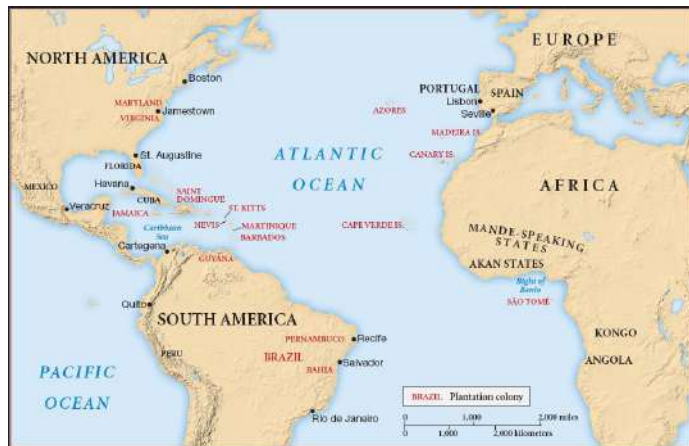 EUROPE
NORTH AMERICA
Boston
PORTUGAL
SPAIN
Lisbon
Seville
MARYLAND
VIRGINIA
Jamestown
AZORES
MADEIRA IS.
ATLANTIC
OCEAN
St. Augustine
FLORIDA
CANARY IS.
AFRICA
MEXICO
Havana
CUBA
SAINT
DOMINGUE
Veracruz
JAMAICA
ST. KITTS
NEVIS
MARTINIQUE
BARBADOS
CAPE VERDE IS.
MANDE-SPEAKING
STATES
Caribbean
Sea
Cartegena
GUYANA
AKAN STATES
Bight of
Benin
SÃO TOMÉ
Quito
SOUTH AMERICA
KONGO
ANGOLA
PERU
PERNAMBUCO
Recife
BRAZIL
BAHIA
Salvador
PACIFIC
OCEAN
Rio de Janeiro
BRAZIL Plantation colony
0 1,000 2,000 miles
0 1,000 2,000 kilometers